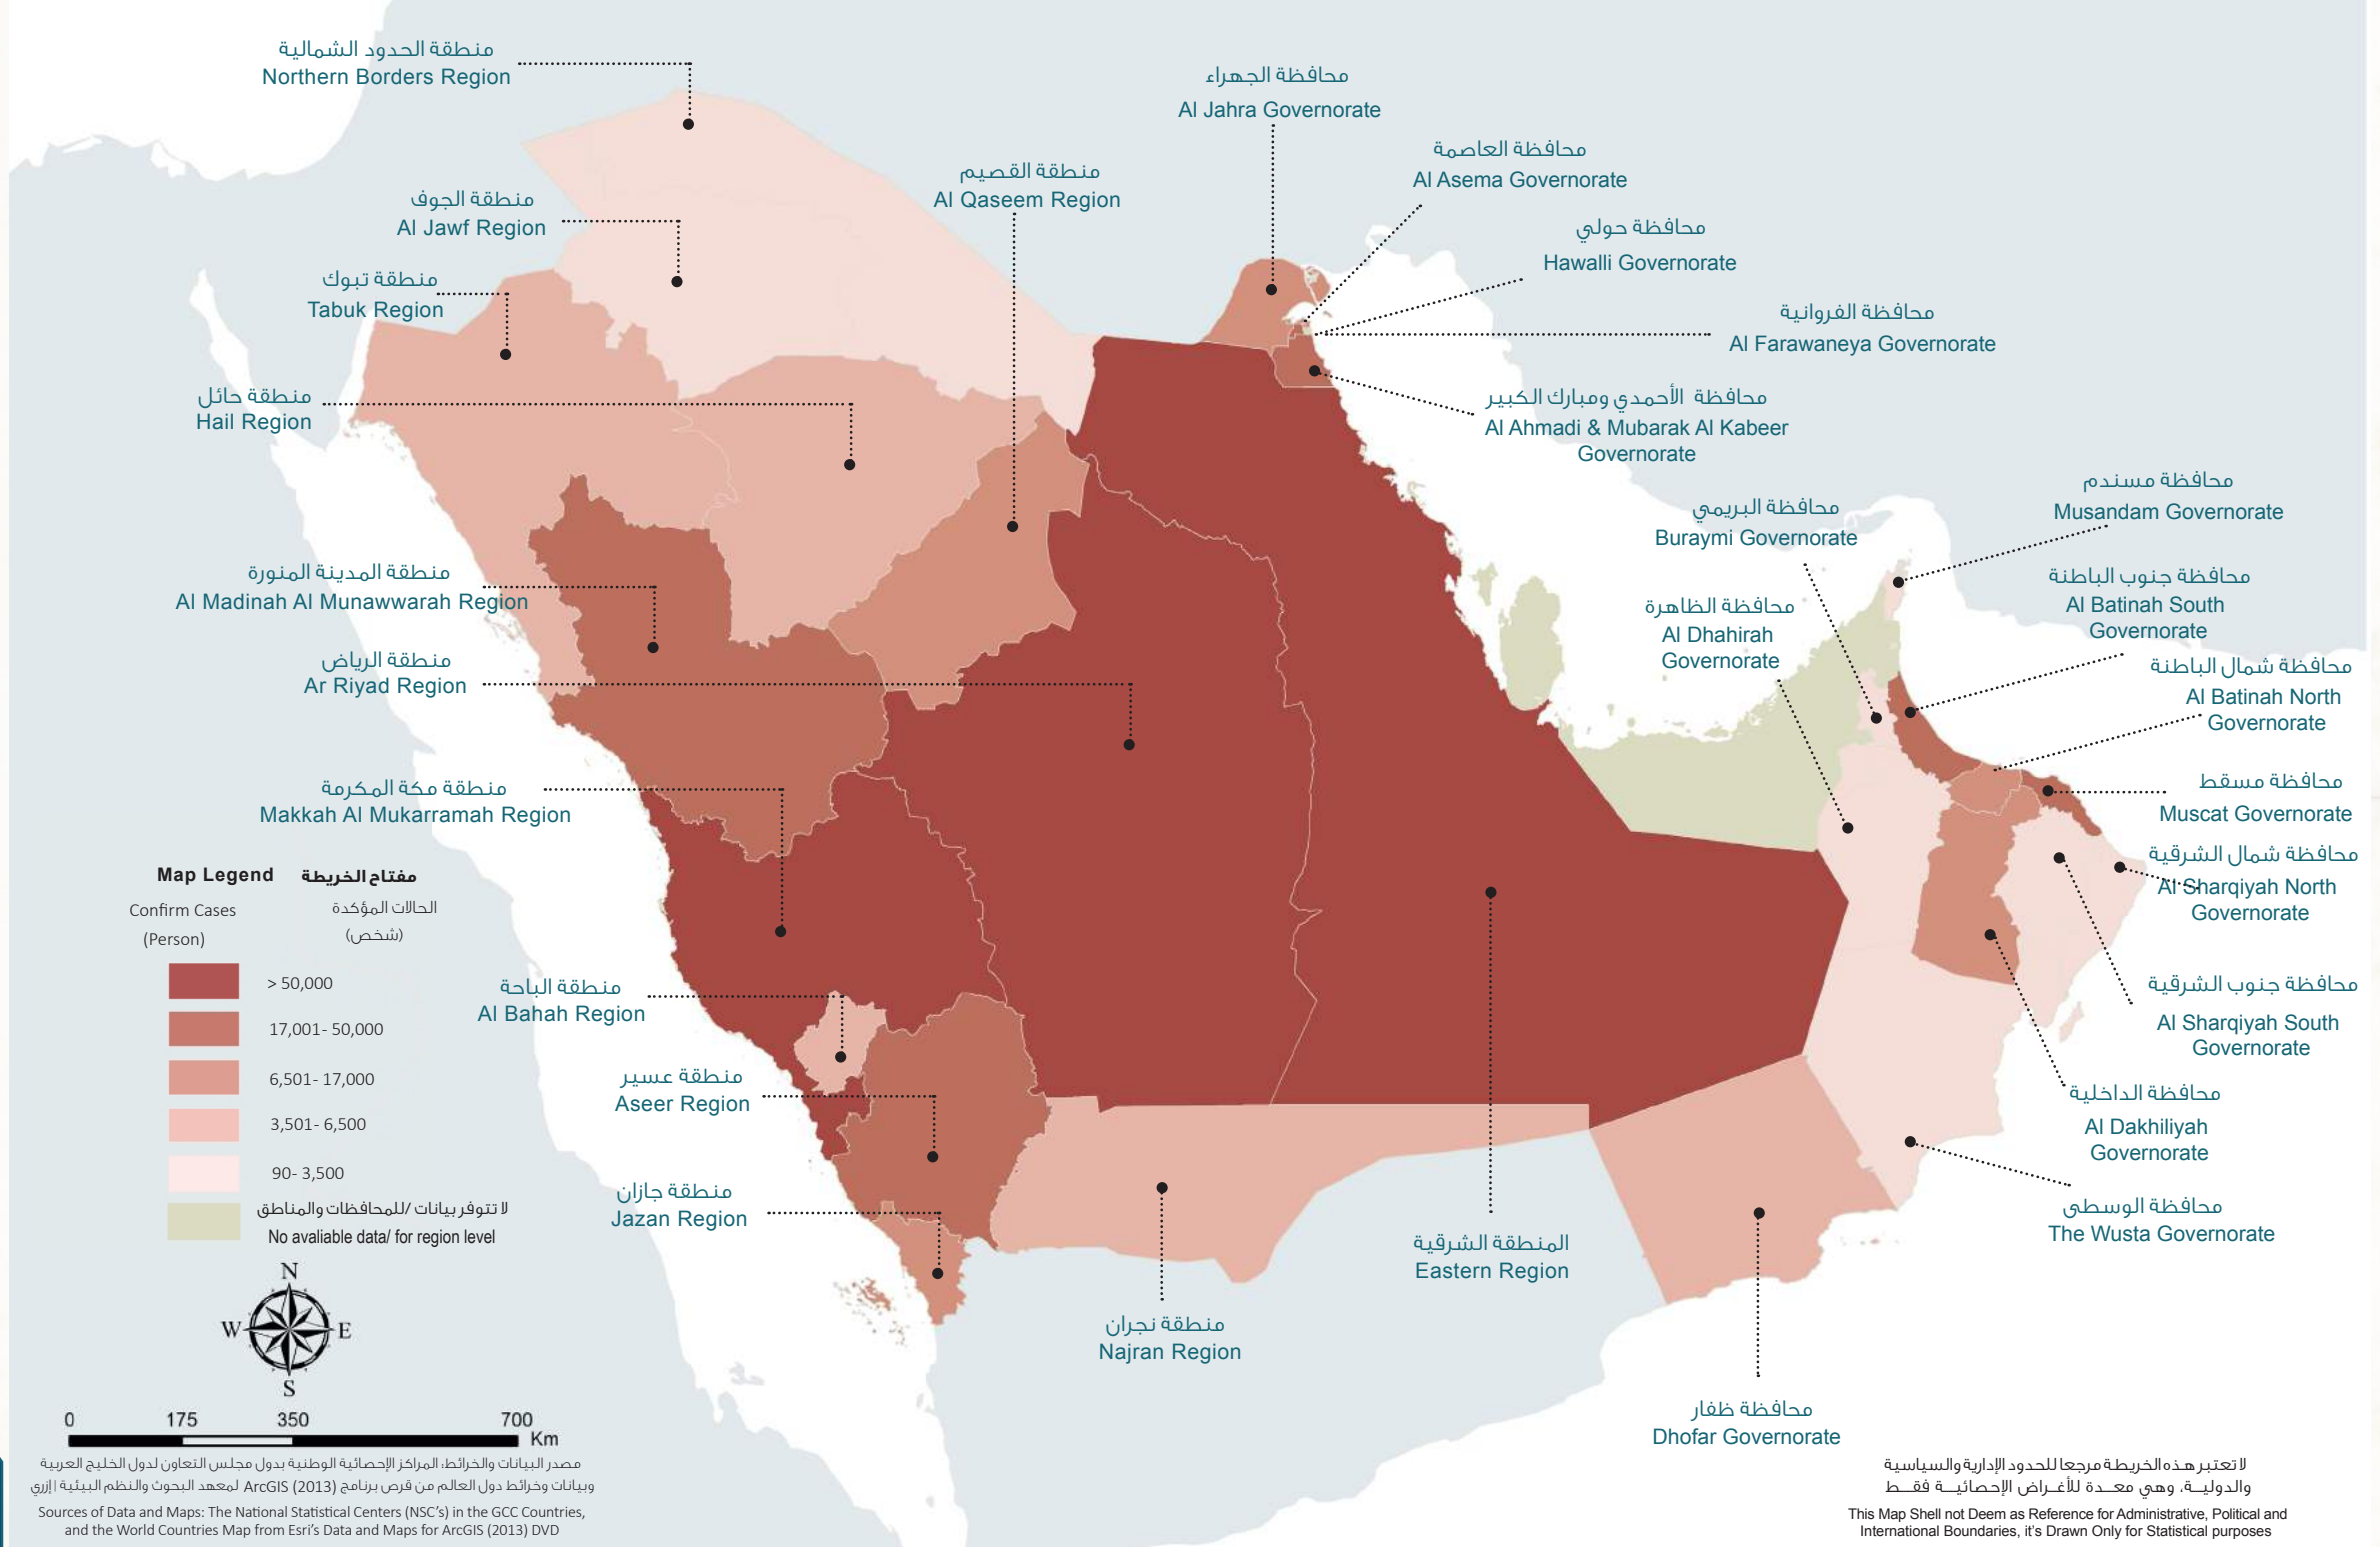 منطقة الحدود الشمالية
Northern Borders Region
محافظة الجهراء
Al Jahra Governorate
محافظة العاصمة
Al Asema Governorate
منطقة القصيم
Al Qaseem Region
منطقة الجوف
Al Jawf Region
محافظة حولي
Hawalli Governorate
منطقة تبوك
Tabuk Region
محافظة الفروانية
Al Farawaneya Governorate
منطقة حائل
Hail Region
محافظة الأحمدي ومبارك الكبير
Al Ahmadi & Mubarak Al Kabeer
Governorate
محافظة مسندم
Musandam Governorate
محافظة البريمي
Buraymi Governorate
محافظة جنوب الباطنة
Al Batinah South
Governorate
منطقة المدينة المنورة
Al Madinah Al Munawwarah Region
محافظة الظاهرة
Al Dhahirah
Governorate
منطقة الرياض
Ar Riyad Region
محافظة شمال الباطنة
Al Batinah North
Governorate
منطقة مكة المكرمة
Makkah Al Mukarramah Region
محافظة مسقط
Muscat Governorate
محافظة شمال الشرقية
Al Sharqiyah North
Governorate
محافظة جنوب الشرقية
Al Sharqiyah South
Governorate
منطقة الباحة
Al Bahah Region
منطقة عسير
Aseer Region
محافظة الداخلية
Al Dakhiliyah
Governorate
منطقة جازان
Jazan Region
محافظة الوسطى
The Wusta Governorate
المنطقة الشرقية
Eastern Region
منطقة نجران
Najran Region
محافظة ظفار
Dhofar Governorate
Map Legend مفتاح الخريطة
Confirm Cases الحالات المؤكدة
(Person) (شخص)
> 50,000
17,001- 50,000
6,501- 17,000
3,501- 6,500
90- 3,500
لا تتوفر بيانات /للمحافظات والمناطق
No avaliable data/ for region level
N
W E
S
0 175 350 700
Km
مصدر البيانات والخرائط، المراكز الإحصائية الوطنية بدول مجلس التعاون لدول الخليج العربية
وبيانات وخرائط دول العالم من قرص برنامج ArcGIS (2013) لمعهد البحوث والنظم البيئية | إزري
Sources of Data and Maps: The National Statistical Centers (NSC's) in the GCC Countries,
and the World Countries Map from Esri's Data and Maps for ArcGIS (2013) DVD
لا تعتبر هذه الخريطة مرجعا للحدود الإدارية والسياسية
والدولية، وهي معدة للأغراض الإحصائية فقط
This Map Shell not Deem as Reference for Administrative, Political and
International Boundaries, it's Drawn Only for Statistical purposes